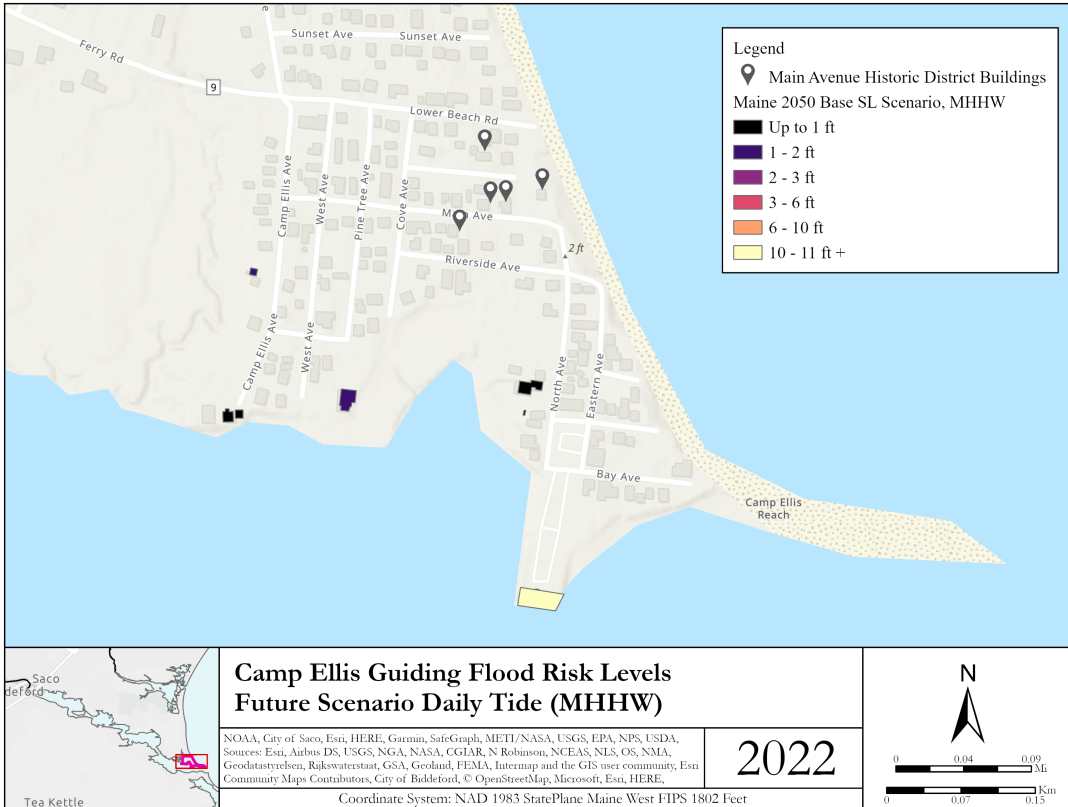 e
Sunset Ave
Sunset Ave
Ferry Rd
9
Lower Beach Rd
Camp Ellis Ave
West Ave
Pine Tree Ave
Cove Ave
Main Ave
2 ft
Riverside Ave
Camp Ellis Ave
West Ave
North Ave
Eastern Ave
Bay Ave
Camp Ellis
Reach
Legend
Main Avenue Historic District Buildings
Maine 2050 Base SL Scenario, MHHW
Up to 1 ft
1 - 2 ft
2 - 3 ft
3 - 6 ft
6 - 10 ft
10 - 11 ft +
Saco
deford
Tea Kettle
Camp Ellis Guiding Flood Risk Levels
Future Scenario Daily Tide (MHHW)
NOAA, City of Saco, Esri, HERE, Garmin, SafeGraph, METI/NASA, USGS, EPA, NPS, USDA,
Sources: Esri, Airbus DS, USGS, NGA, NASA, CGIAR, N Robinson, NCEAS, NLS, OS, NMA,
Geodatastyrelsen, Rijkswaterstaat, GSA, Geoland, FEMA, Intermap and the GIS user community, Esri
Community Maps Contributors, City of Biddeford, © OpenStreetMap, Microsoft, Esri, HERE,
2022
Coordinate System: NAD 1983 StatePlane Maine West FIPS 1802 Feet
N
0 0.04 0.09
Mi
Km
0 0.07 0.15